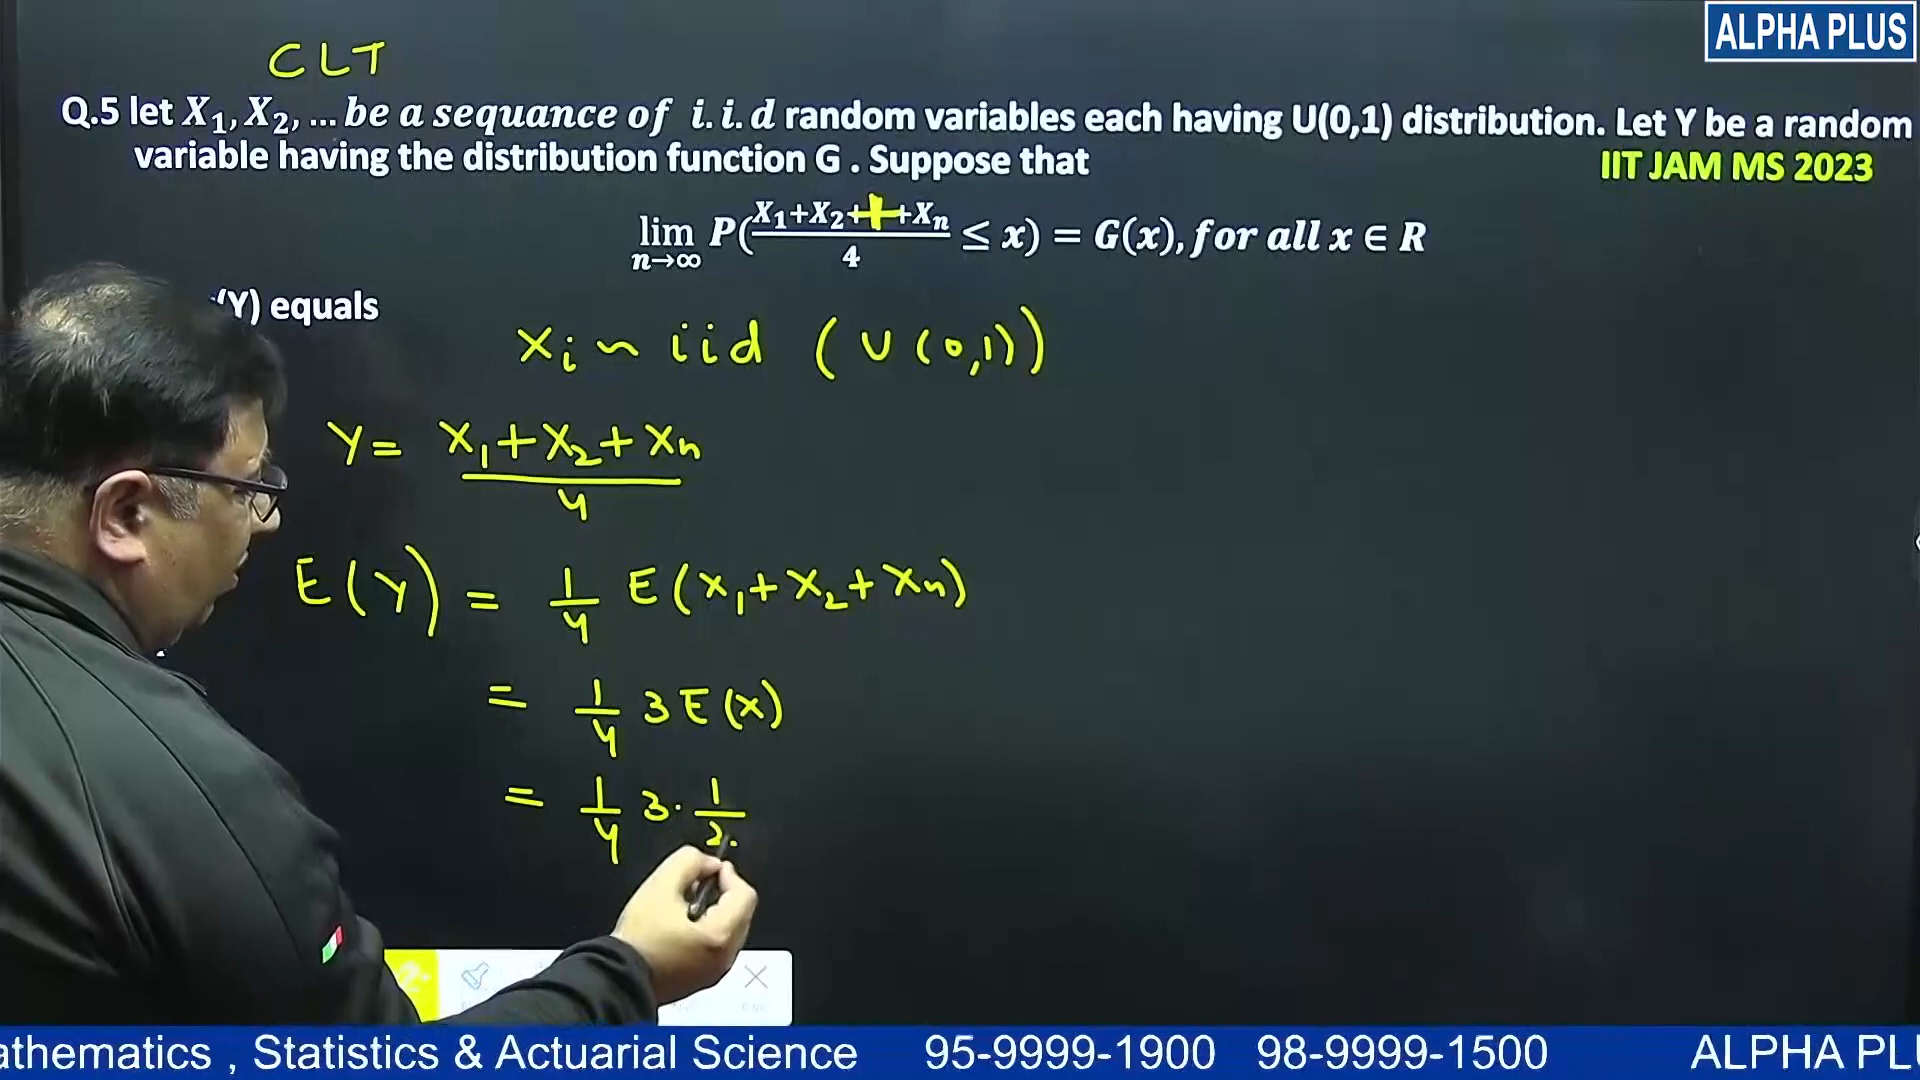 ALPHA PLUS
CLT
Q.5 let X₁, X₂, ... be a sequance of i.i.d random variables each having U(0,1) distribution. Let Y be a random
variable having the distribution function G . Suppose that
IIT JAM MS 2023
lim n→∞ P((X₁+X₂+ +Xₙ)/4 ≤ x) = G(x), for all x ∈ R
(Y) equals
Xi ~ iid (U(0,1))
Y = (X₁+X₂+Xn)/4
E(Y) = 1/4 E(X₁+X₂+Xn)
= 1/4 3E(X)
= 1/4 3·1/2
athematics , Statistics & Actuarial Science 95-9999-1900 98-9999-1500 ALPHA PLU